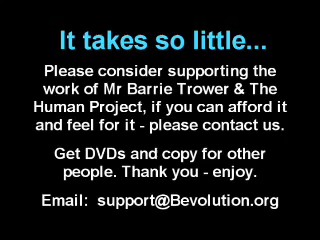 It takes so little...
Please consider supporting the
work of Mr Barrie Trower & The
Human Project, if you can afford it
and feel for it - please contact us.
Get DVDs and copy for other
people. Thank you - enjoy.
Email:  support@Bevolution.org